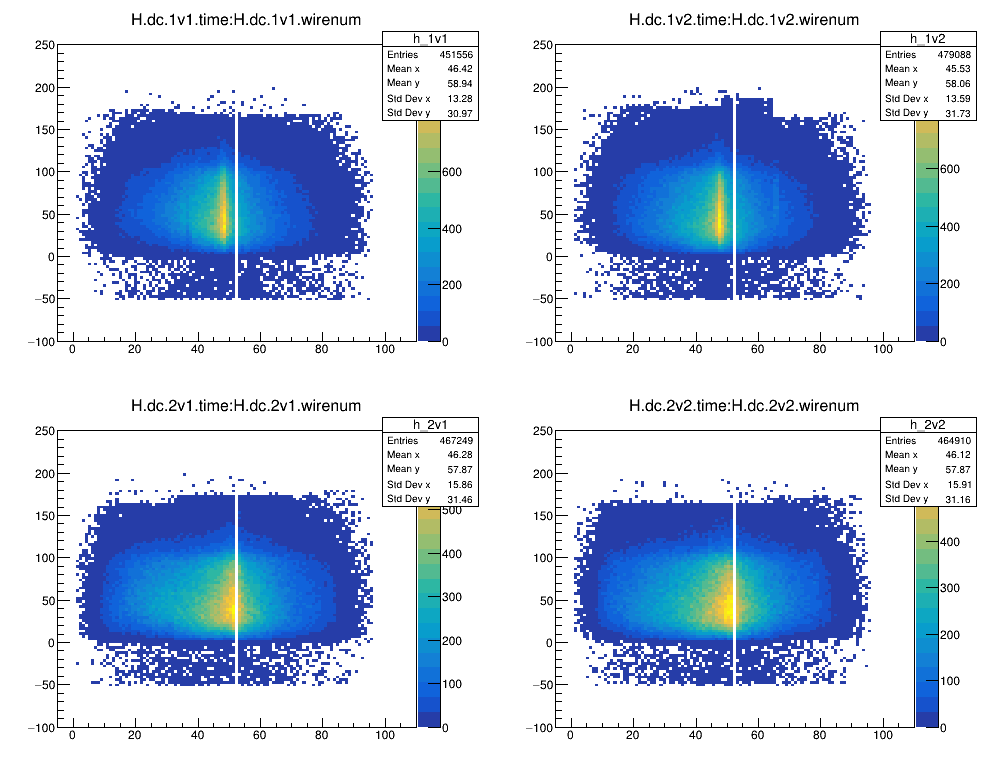 H.dc.1v1.time:H.dc.1v1.wirenum
h_1v1
Entries 451556
Mean x 46.42
Mean y 58.94
Std Dev x 13.28
Std Dev y 30.97
250
200
150
100
50
0
−50
−100
0 20 40 60 80 100
600
400
200
0
H.dc.1v2.time:H.dc.1v2.wirenum
h_1v2
Entries 479088
Mean x 45.53
Mean y 58.06
Std Dev x 13.59
Std Dev y 31.73
250
200
150
100
50
0
−50
−100
0 20 40 60 80 100
600
400
200
0
H.dc.2v1.time:H.dc.2v1.wirenum
h_2v1
Entries 467249
Mean x 46.28
Mean y 57.87
Std Dev x 15.86
Std Dev y 31.46
250
200
150
100
50
0
−50
−100
0 20 40 60 80 100
500
400
300
200
100
0
H.dc.2v2.time:H.dc.2v2.wirenum
h_2v2
Entries 464910
Mean x 46.12
Mean y 57.87
Std Dev x 15.91
Std Dev y 31.16
250
200
150
100
50
0
−50
−100
0 20 40 60 80 100
400
300
200
100
0